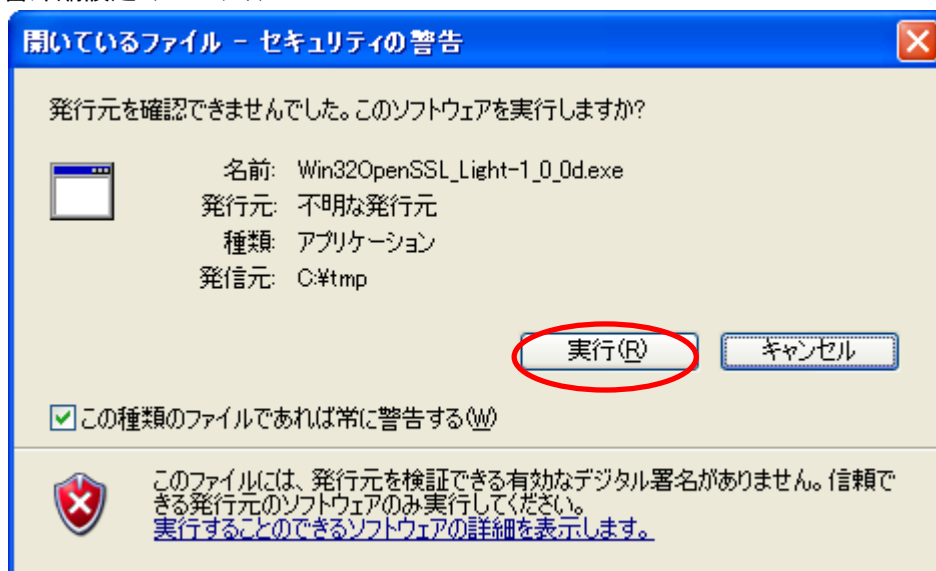 開いているファイル - セキュリティの警告
発行元を確認できませんでした。このソフトウェアを実行しますか?
名前: Win32OpenSSL_Light-1_0_0d.exe
発行元: 不明な発行元
種類: アプリケーション
発信元: C:¥tmp
実行(R) キャンセル
この種類のファイルであれば常に警告する(W)
このファイルには、発行元を検証できる有効なデジタル署名がありません。信頼で
きる発行元のソフトウェアのみ実行してください。
実行することのできるソフトウェアの詳細を表示します。